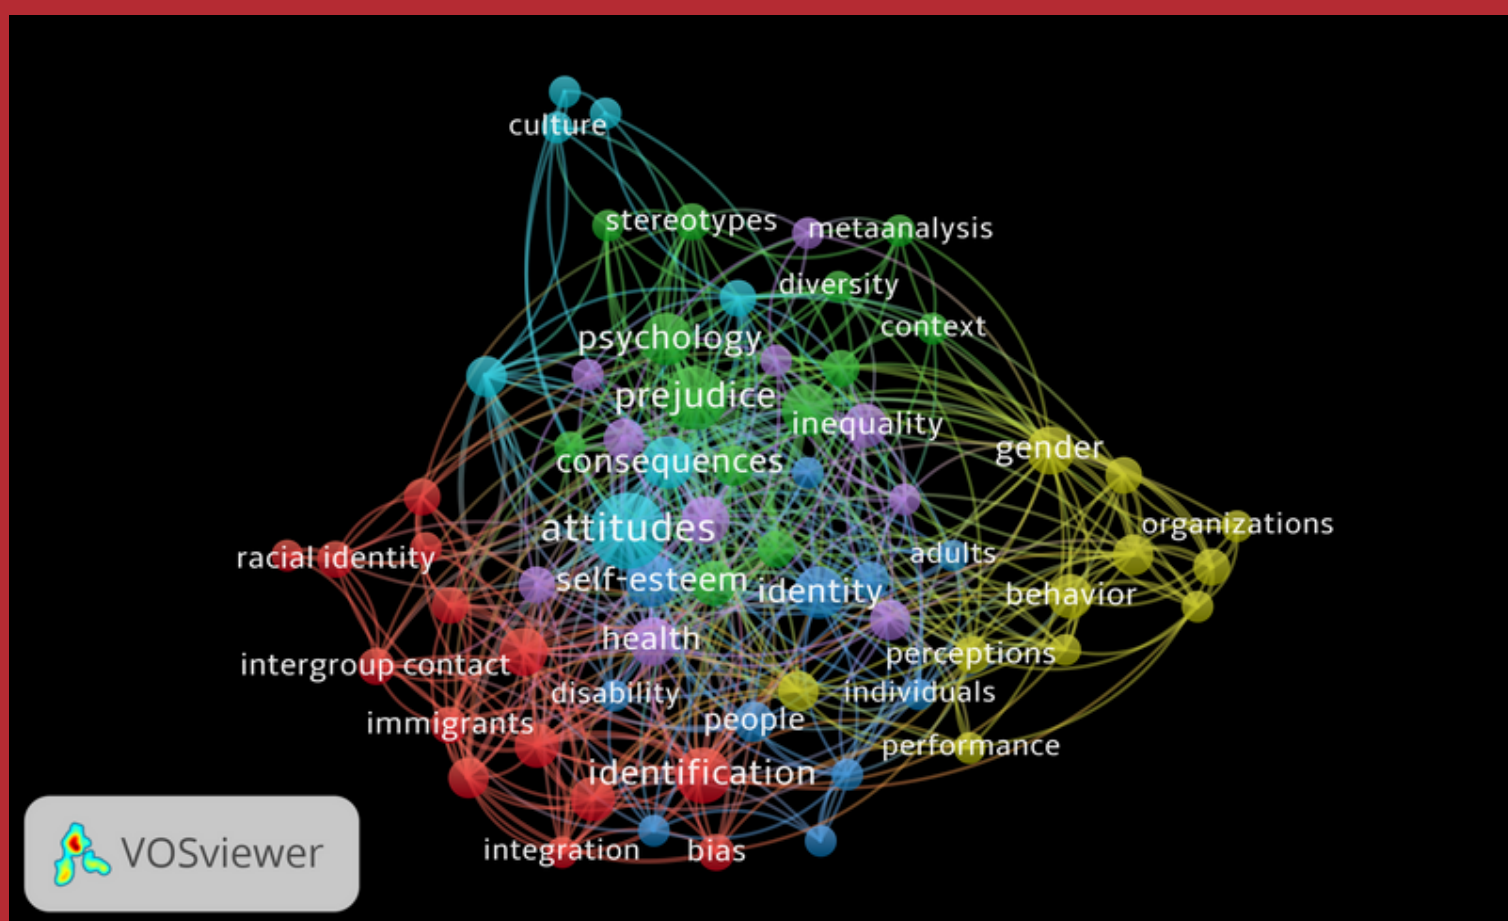 culture
stereotypes
metaanalysis
diversity
context
psychology
prejudice
inequality
gender
consequences
organizations
attitudes
adults
racial identity
self-esteem
identity
behavior
health
perceptions
intergroup contact
disability
individuals
people
immigrants
performance
identification
integration
bias
VOSviewer